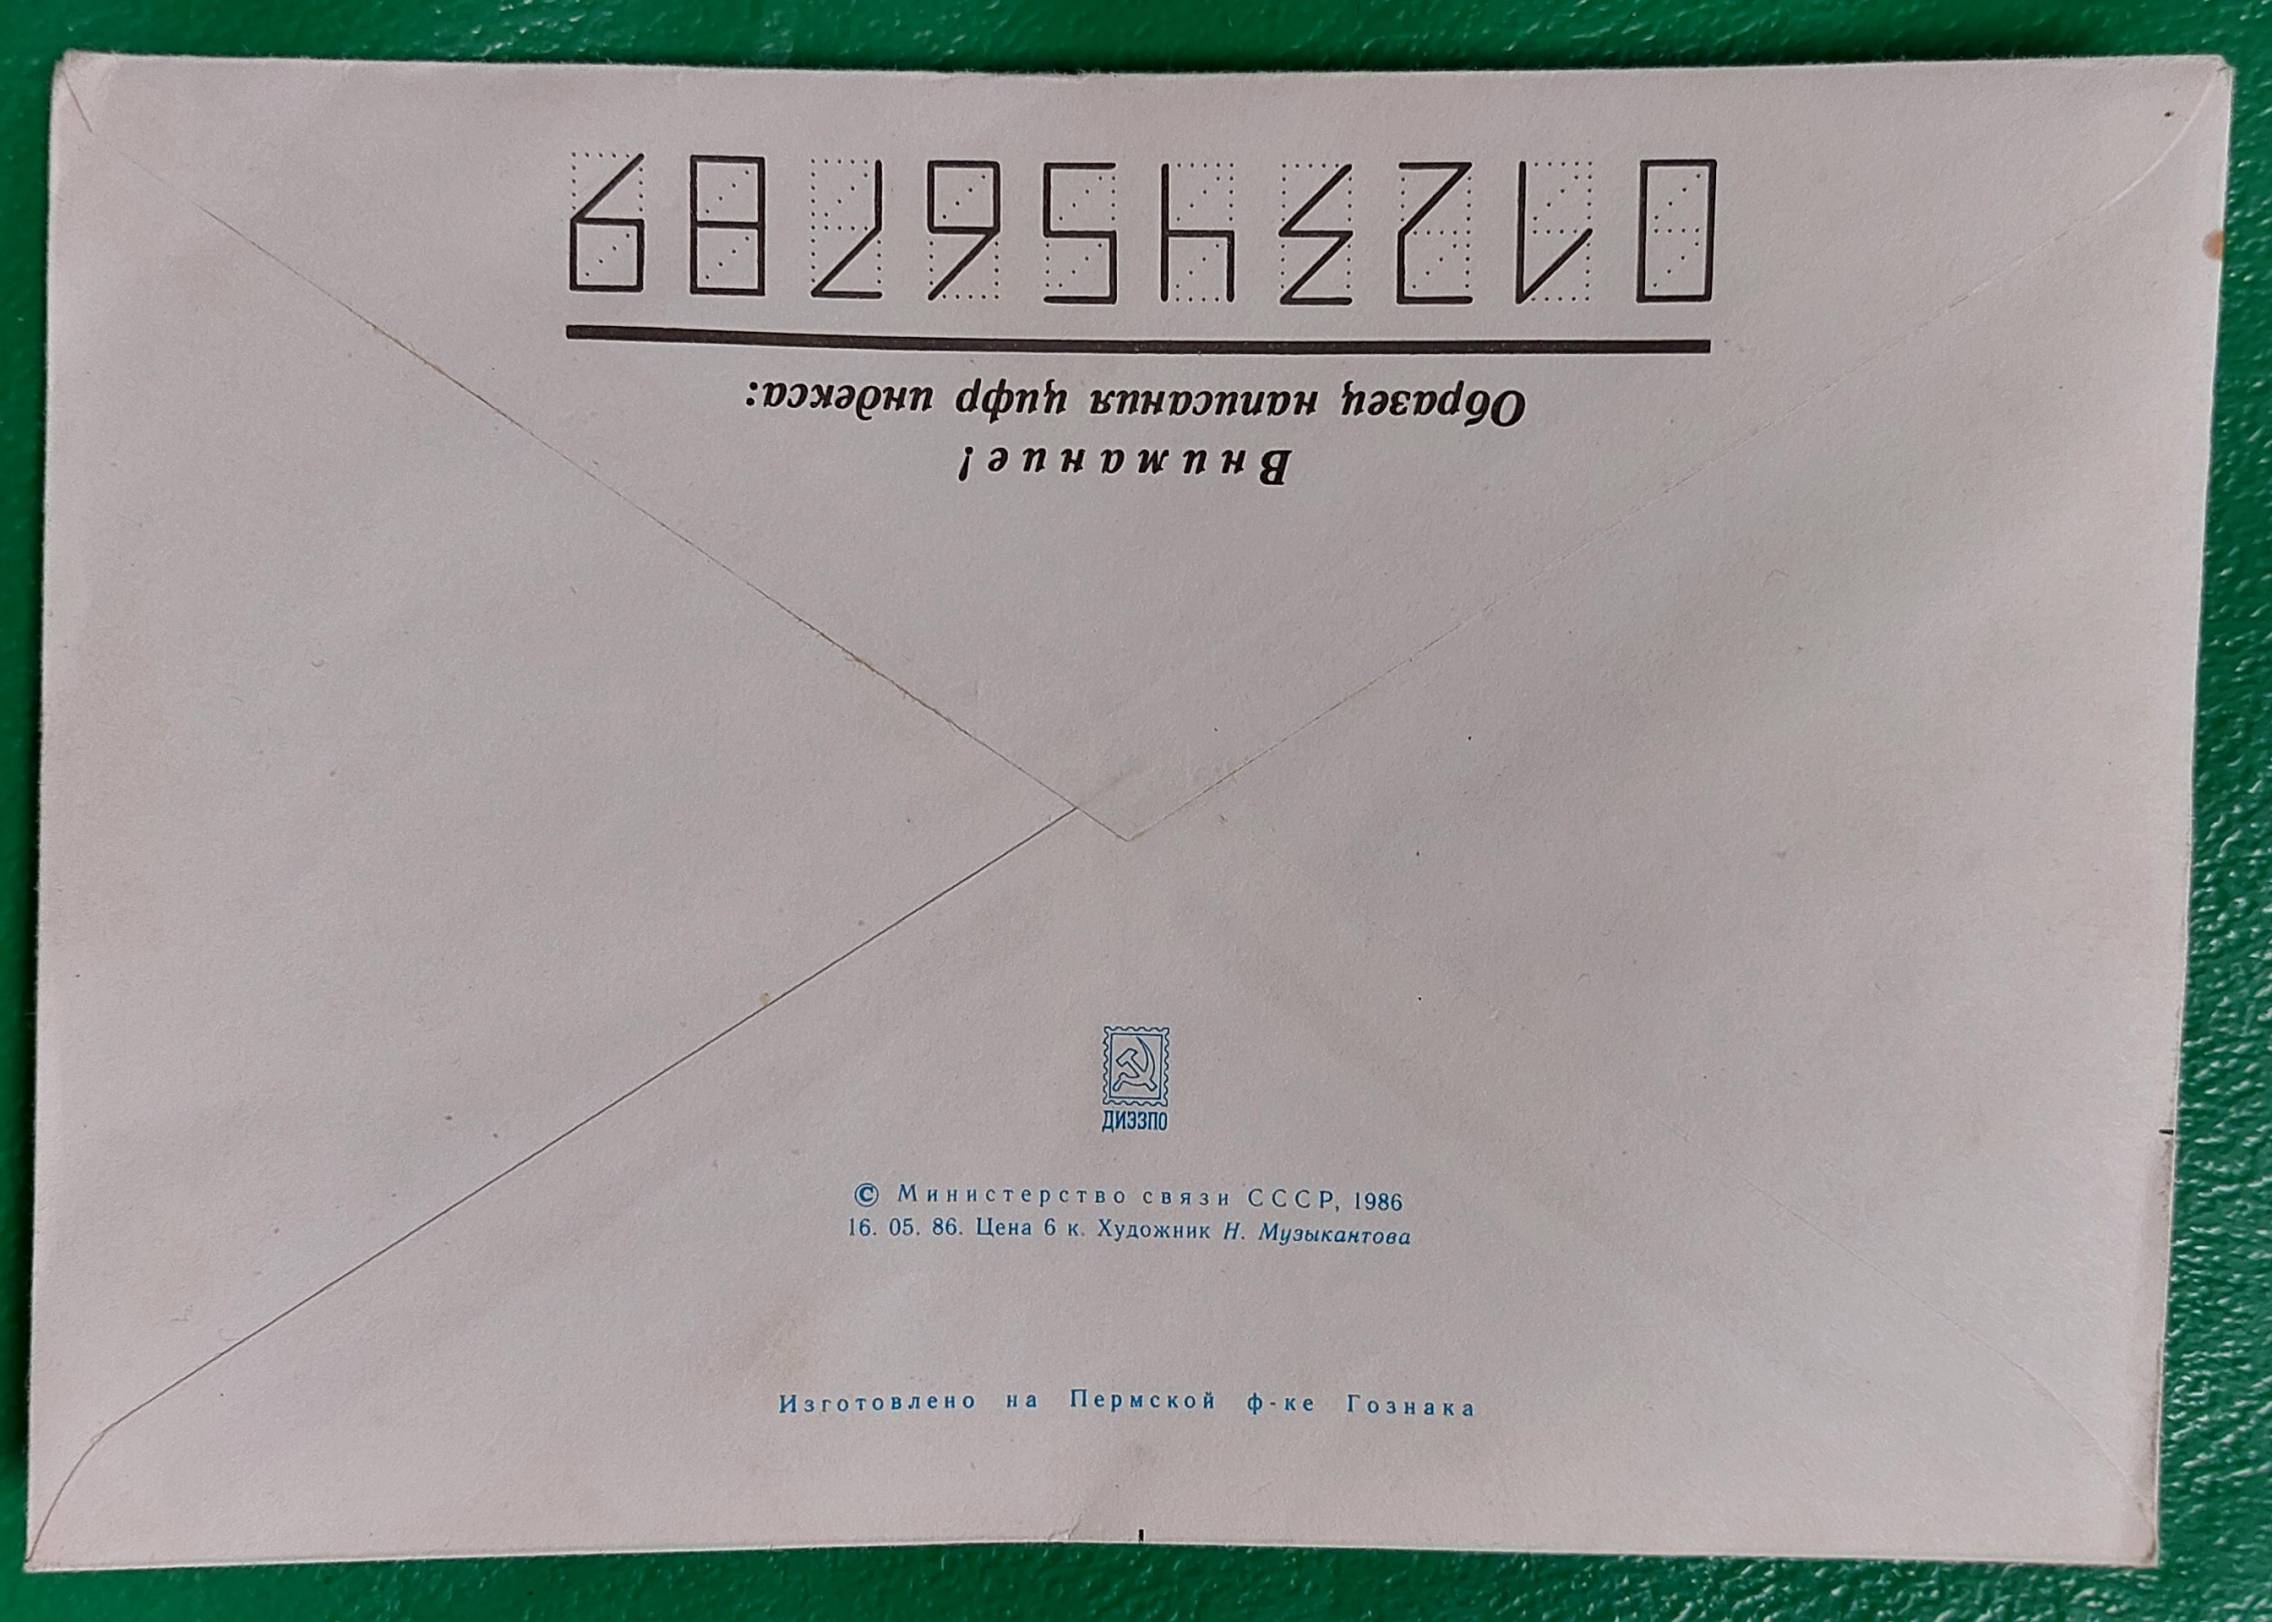 Внимание!
Образец написания цифр индекса:
0123456789
ДИЭЗПО
© Министерство связи СССР, 1986
16. 05. 86. Цена 6 к. Художник Н. Музыкантова
Изготовлено на Пермской ф-ке Гознака